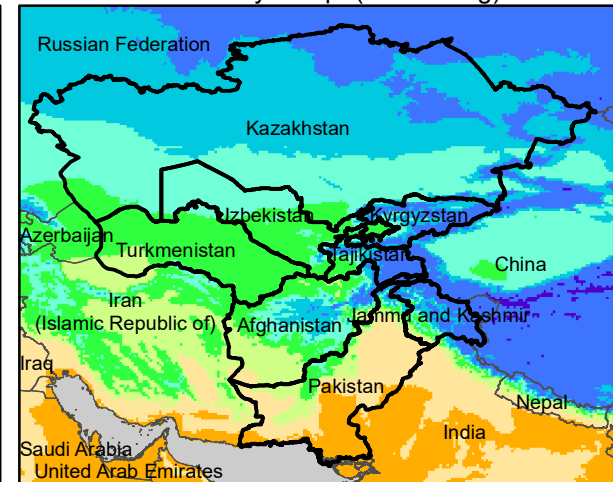 Russian Federation
Kazakhstan
Uzbekistan
Kyrgyzstan
Azerbaijan
Turkmenistan
Tajikistan
China
Iran
(Islamic Republic of)
Afghanistan
Jammu and Kashmir
Iraq
Pakistan
Nepal
India
Saudi Arabia
United Arab Emirates